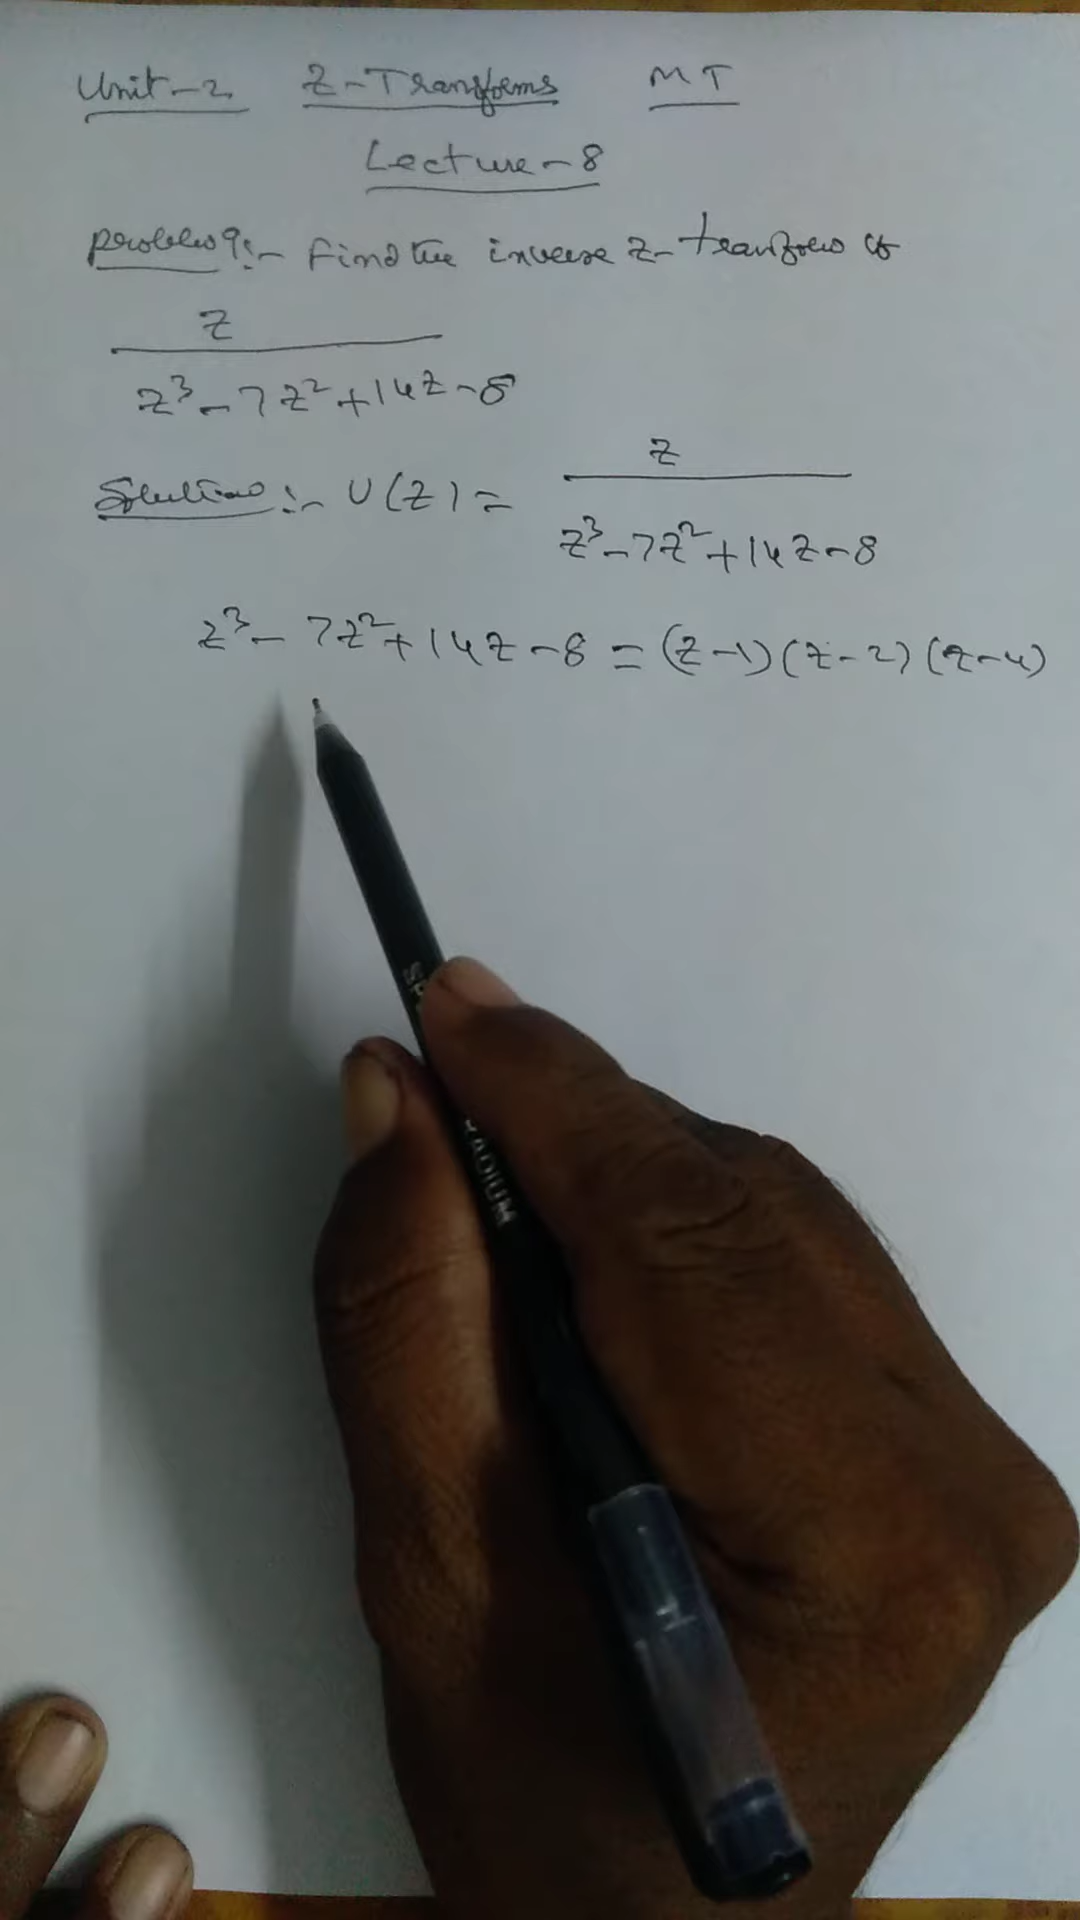 Unit-2 Z-Transforms MT
Lecture-8
Problem 9:- Find the inverse Z-transform of
z
z³-7z²+14z-8
Solution:- U(z) = z
z³-7z²+14z-8
z³-7z²+14z-8 = (z-1)(z-2)(z-4)
RADIUM